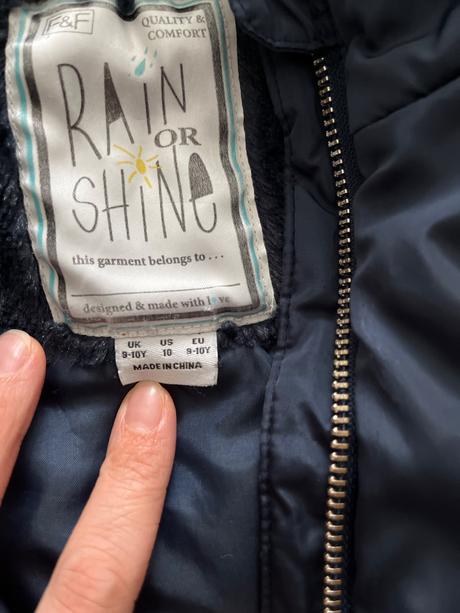 F&F
QUALITY &
COMFORT
RAIN
OR
SHINE
this garment belongs to . . .
designed & made with love
UK US EU
9-10Y 10 9-10Y
MADE IN CHINA